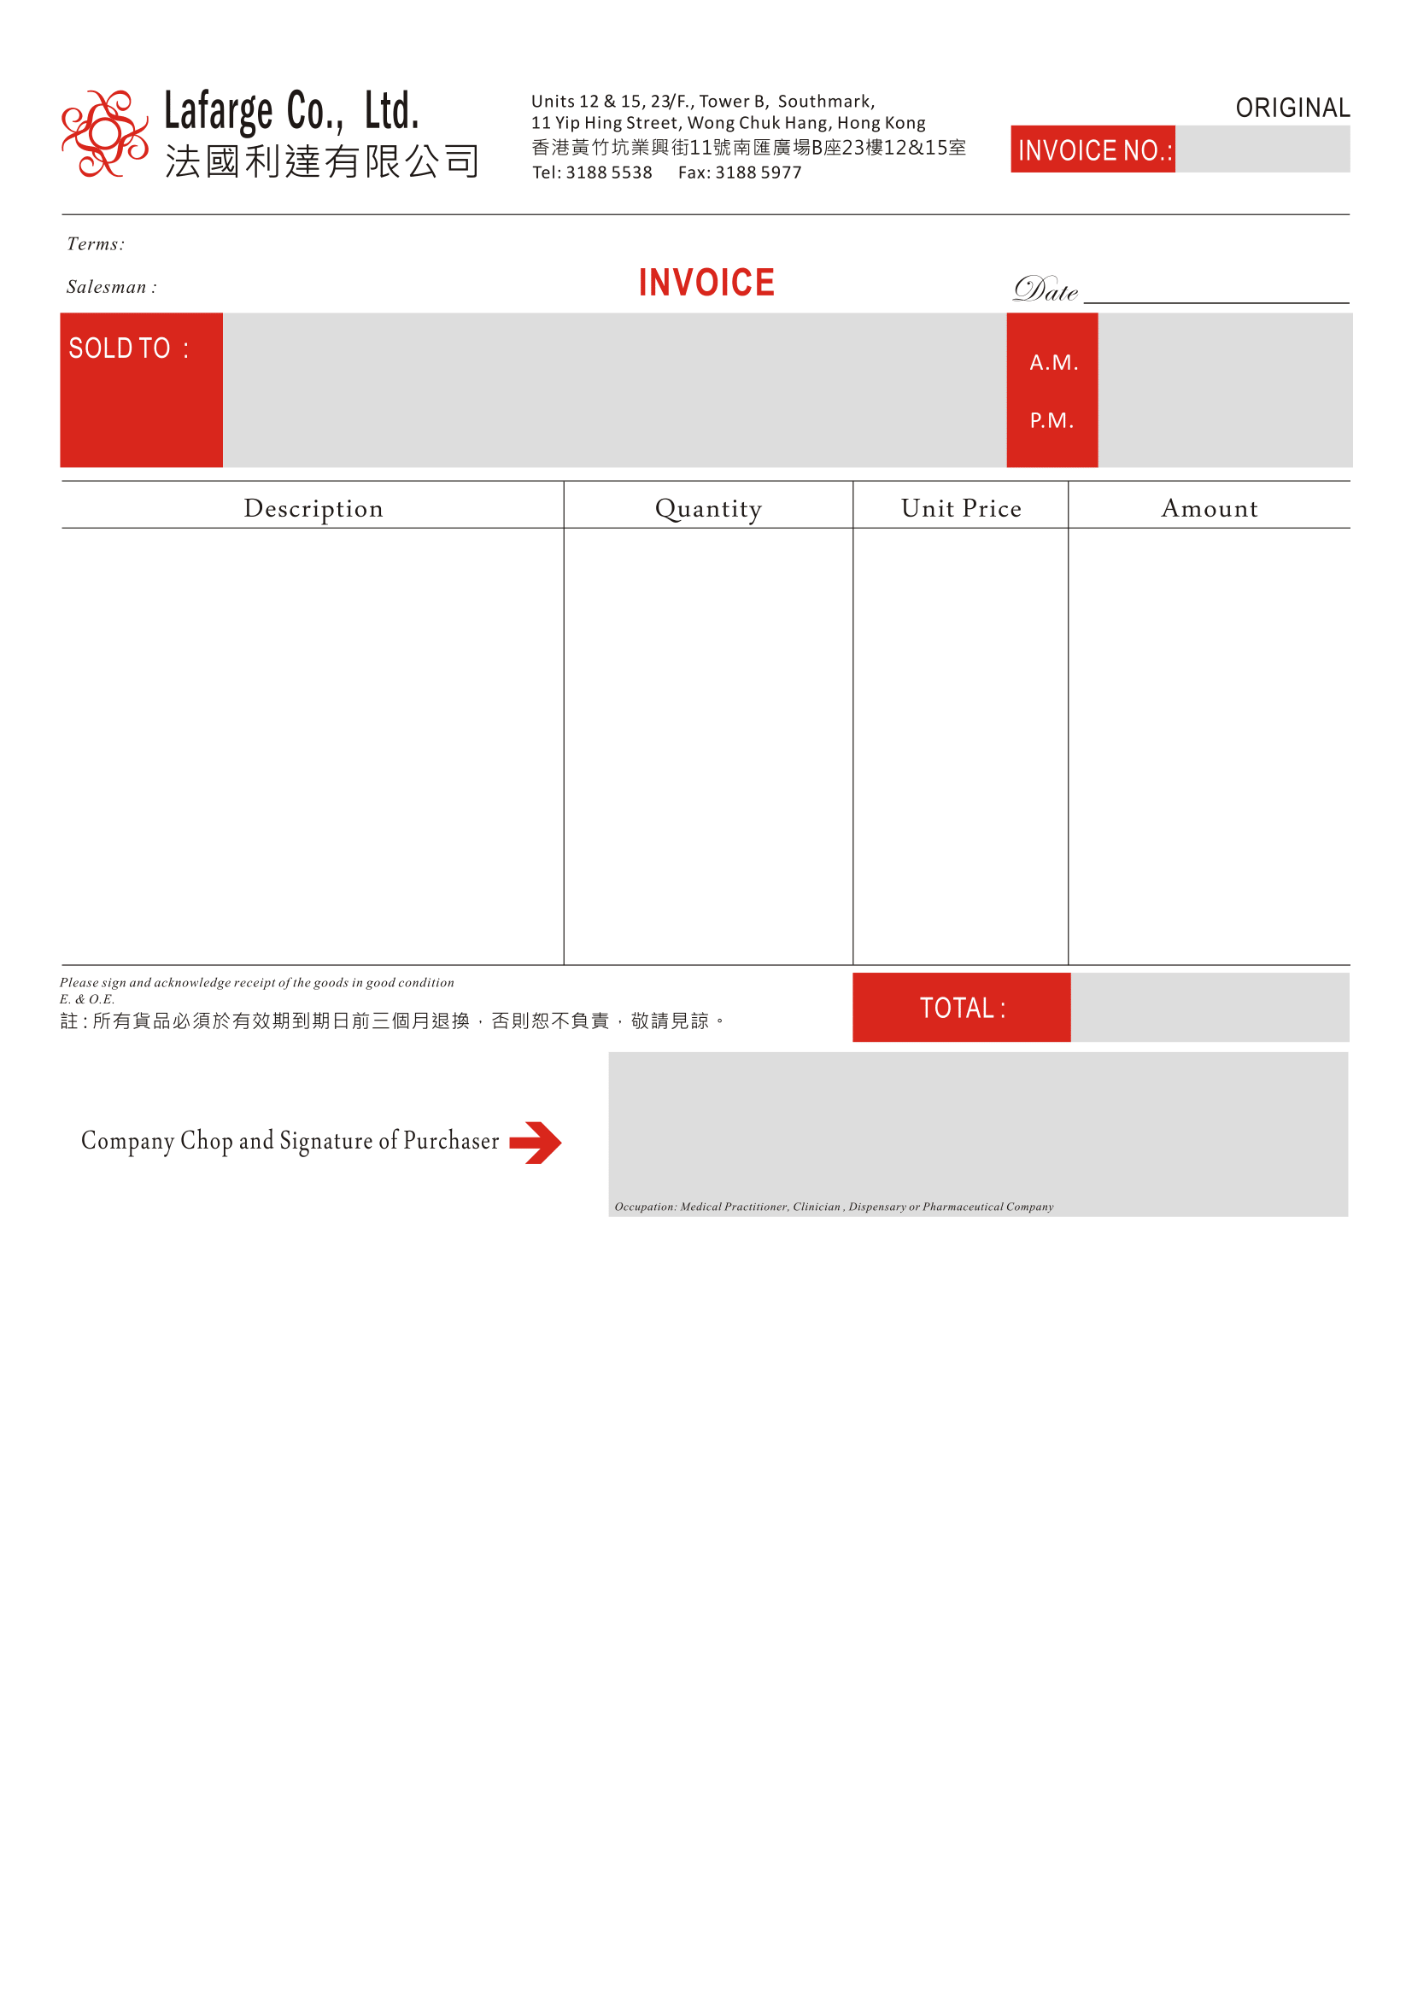 Lafarge Co., Ltd.
法國利達有限公司
Units 12 & 15, 23/F., Tower B, Southmark,
11 Yip Hing Street, Wong Chuk Hang, Hong Kong
香港黃竹坑業興街11號南匯廣場B座23樓12&15室
Tel: 3188 5538 Fax: 3188 5977
ORIGINAL
INVOICE NO.:
Terms:
Salesman :
INVOICE
Date
SOLD TO :
A.M.
P.M.
Description Quantity Unit Price Amount
Please sign and acknowledge receipt of the goods in good condition
E. & O.E.
註:所有貨品必須於有效期到期日前三個月退換，否則恕不負責，敬請見諒。
TOTAL :
Company Chop and Signature of Purchaser
Occupation: Medical Practitioner, Clinician , Dispensary or Pharmaceutical Company